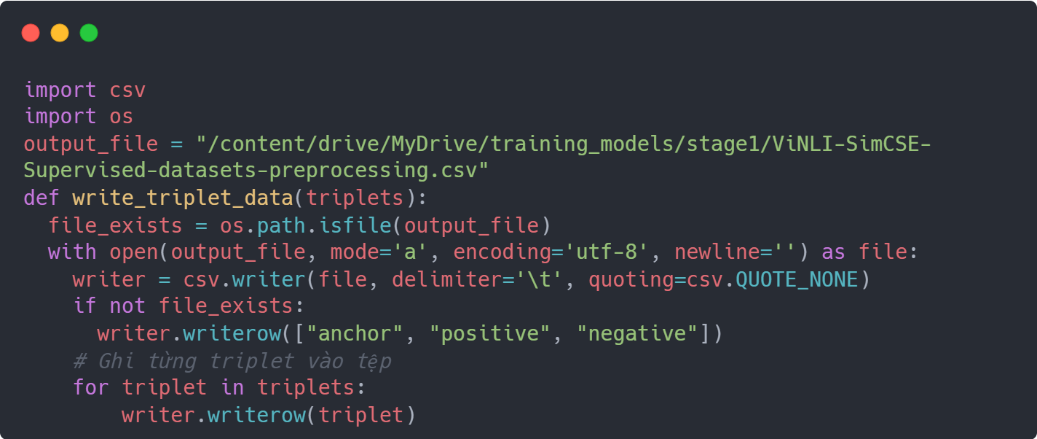 import csv
import os
output_file = "/content/drive/MyDrive/training_models/stage1/ViNLI-SimCSE-
Supervised-datasets-preprocessing.csv"
def write_triplet_data(triplets):
  file_exists = os.path.isfile(output_file)
  with open(output_file, mode='a', encoding='utf-8', newline='') as file:
    writer = csv.writer(file, delimiter='\t', quoting=csv.QUOTE_NONE)
    if not file_exists:
      writer.writerow(["anchor", "positive", "negative"])
    # Ghi từng triplet vào tệp
    for triplet in triplets:
        writer.writerow(triplet)